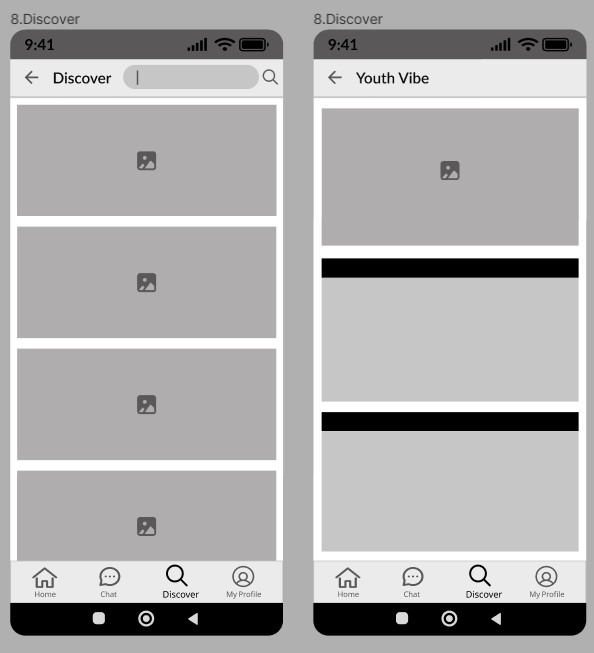 8.Discover
9:41
Discover
Home
Chat
Discover
My Profile
8.Discover
9:41
Youth Vibe
Home
Chat
Discover
My Profile